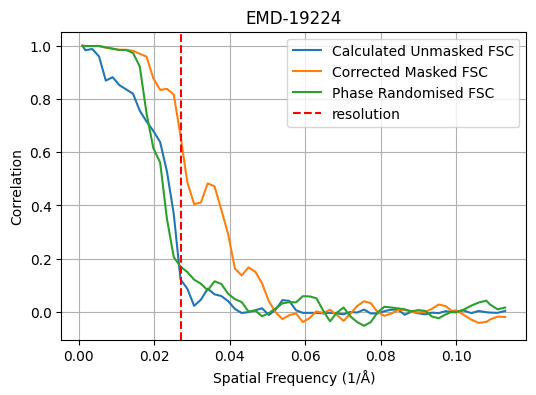 EMD-19224
Calculated Unmasked FSC
Corrected Masked FSC
Phase Randomised FSC
resolution
Correlation
1.0
0.8
0.6
0.4
0.2
0.0
0.00 0.02 0.04 0.06 0.08 0.10
Spatial Frequency (1/Å)